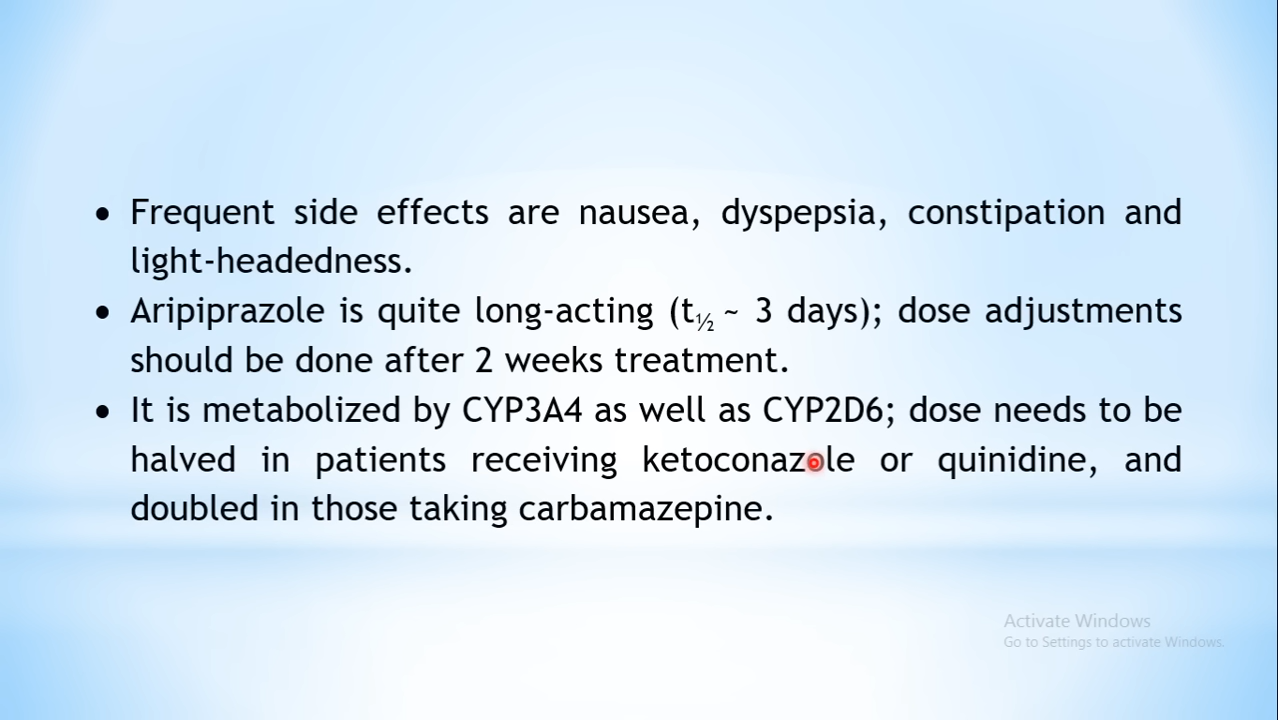 • Frequent side effects are nausea, dyspepsia, constipation and
light-headedness.
• Aripiprazole is quite long-acting (t½ ~ 3 days); dose adjustments
should be done after 2 weeks treatment.
• It is metabolized by CYP3A4 as well as CYP2D6; dose needs to be
halved in patients receiving ketoconazole or quinidine, and
doubled in those taking carbamazepine.
Activate Windows
Go to Settings to activate Windows.